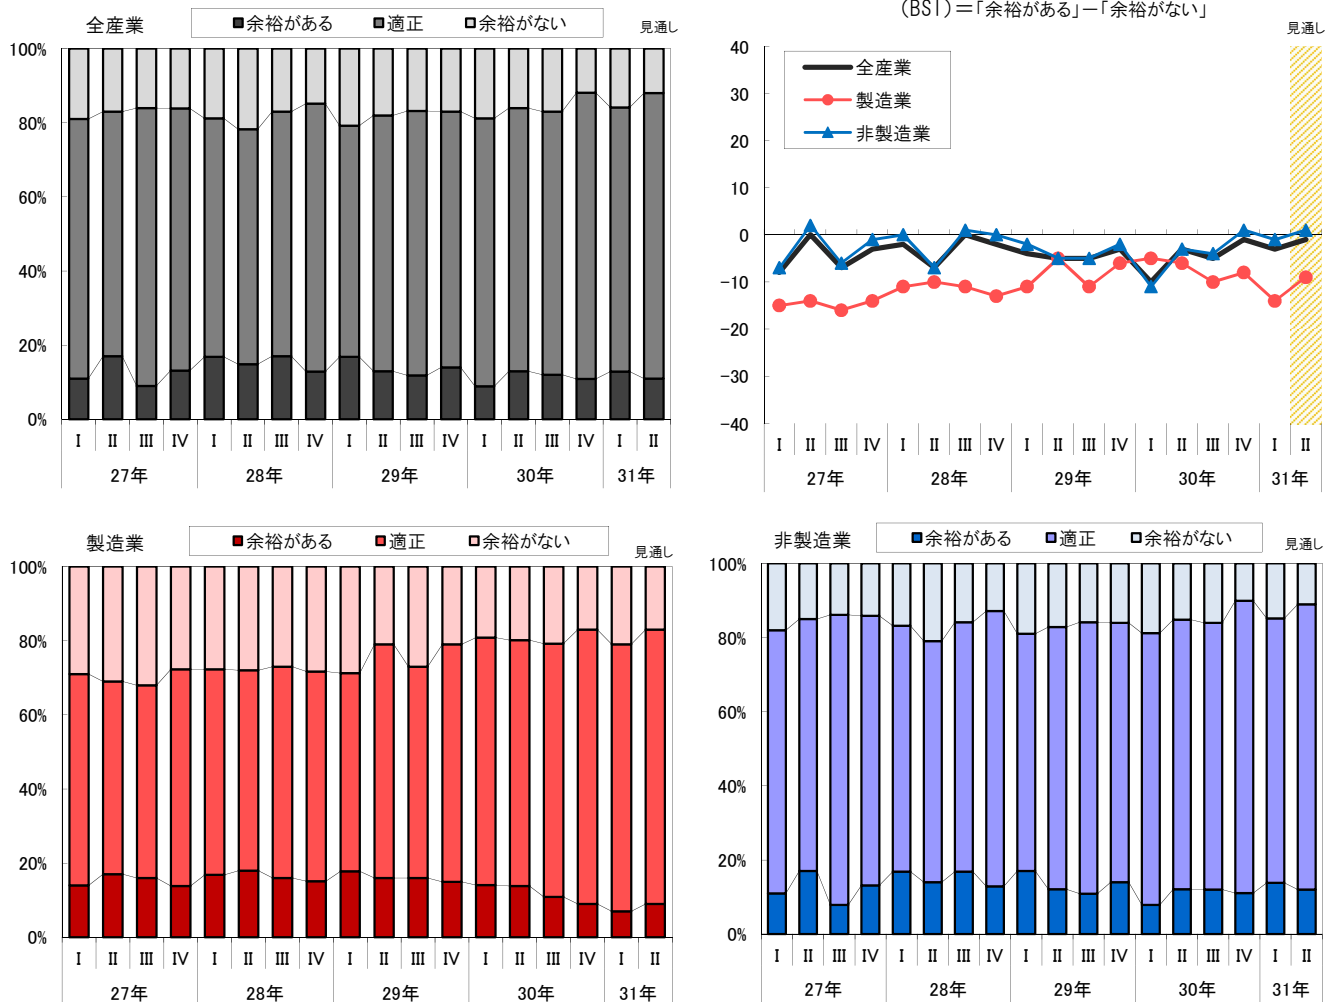 全産業 余裕がある 適正 余裕がない 見通し
100%
80%
60%
40%
20%
0%
Ⅰ Ⅱ Ⅲ Ⅳ Ⅰ Ⅱ Ⅲ Ⅳ Ⅰ Ⅱ Ⅲ Ⅳ Ⅰ Ⅱ Ⅲ Ⅳ Ⅰ Ⅱ
27年 28年 29年 30年 31年
(BSI)=「余裕がある」-「余裕がない」
見通し
全産業
製造業
非製造業
40
30
20
10
0
-10
-20
-30
-40
Ⅰ Ⅱ Ⅲ Ⅳ Ⅰ Ⅱ Ⅲ Ⅳ Ⅰ Ⅱ Ⅲ Ⅳ Ⅰ Ⅱ Ⅲ Ⅳ Ⅰ Ⅱ
27年 28年 29年 30年 31年
製造業 余裕がある 適正 余裕がない 見通し
100%
80%
60%
40%
20%
0%
Ⅰ Ⅱ Ⅲ Ⅳ Ⅰ Ⅱ Ⅲ Ⅳ Ⅰ Ⅱ Ⅲ Ⅳ Ⅰ Ⅱ Ⅲ Ⅳ Ⅰ Ⅱ
27年 28年 29年 30年 31年
非製造業 余裕がある 適正 余裕がない 見通し
100%
80%
60%
40%
20%
0%
Ⅰ Ⅱ Ⅲ Ⅳ Ⅰ Ⅱ Ⅲ Ⅳ Ⅰ Ⅱ Ⅲ Ⅳ Ⅰ Ⅱ Ⅲ Ⅳ Ⅰ Ⅱ
27年 28年 29年 30年 31年